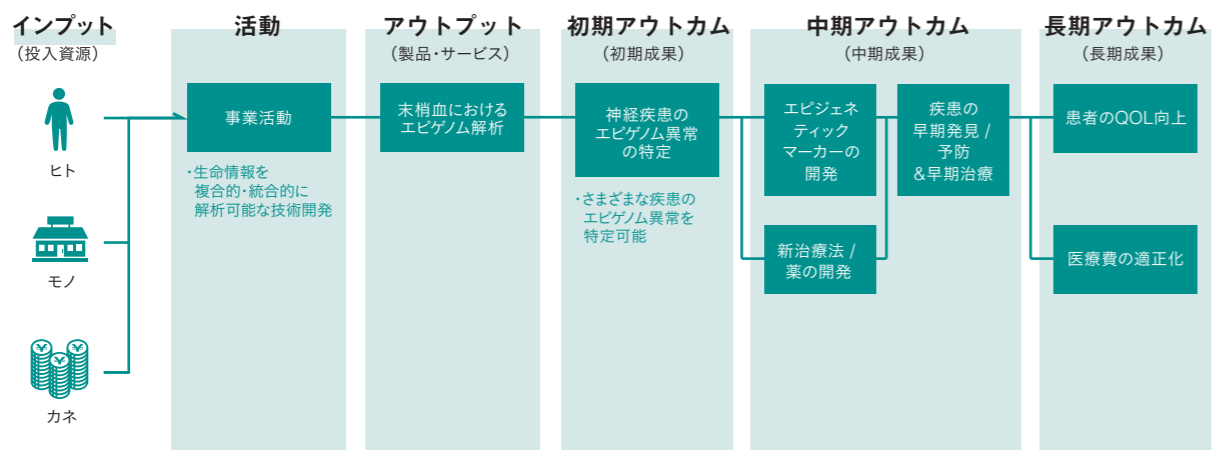 インプット
（投入資源）
ヒト
モノ
¥
¥
¥
カネ
活動
事業活動
・生命情報を
複合的・統合的に
解析可能な技術開発
アウトプット
（製品・サービス）
末梢血における
エピゲノム解析
初期アウトカム
（初期成果）
神経疾患の
エピゲノム異常
の特定
・さまざまな疾患の
エピゲノム異常を
特定可能
中期アウトカム
（中期成果）
エピジェネ
ティック
マーカーの
開発
新治療法 /
薬の開発
疾患の
早期発見 /
予防
&早期治療
長期アウトカム
（長期成果）
患者のQOL向上
医療費の適正化